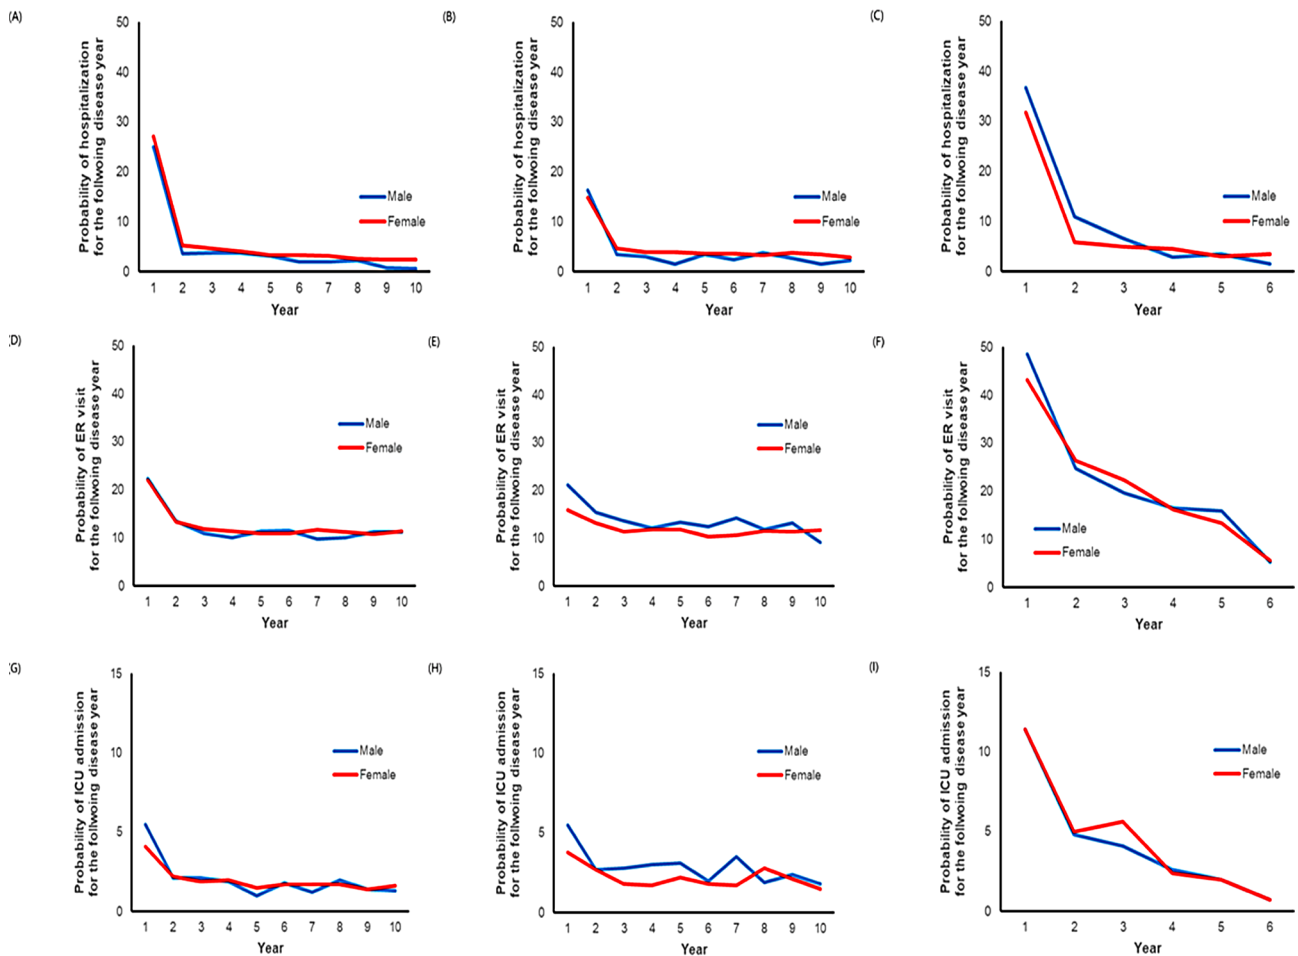 (A)
Probability of hospitalization
for the follwoing disease year
50
40
30
20
10
0
Male
Female
1 2 3 4 5 6 7 8 9 10
Year
(B)
Probability of hospitalization
for the follwoing disease year
50
40
30
20
10
0
Male
Female
1 2 3 4 5 6 7 8 9 10
Year
(C)
Probability of hospitalization
for the follwoing disease year
50
40
30
20
10
0
Male
Female
1 2 3 4 5 6
Year
(D)
Probability of ER visit
for the follwoing disease year
50
40
30
20
10
0
Male
Female
1 2 3 4 5 6 7 8 9 10
Year
(E)
Probability of ER visit
for the follwoing disease year
50
40
30
20
10
0
Male
Female
1 2 3 4 5 6 7 8 9 10
Year
(F)
Probability of ER visit
for the follwoing disease year
50
40
30
20
10
0
Male
Female
1 2 3 4 5 6
Year
(G)
Probability of ICU admission
for the follwoing disease year
15
10
5
0
Male
Female
1 2 3 4 5 6 7 8 9 10
Year
(H)
Probability of ICU admission
for the follwoing disease year
15
10
5
0
Male
Female
1 2 3 4 5 6 7 8 9 10
Year
(I)
Probability of ICU admission
for the follwoing disease year
15
10
5
0
Male
Female
1 2 3 4 5 6
Year